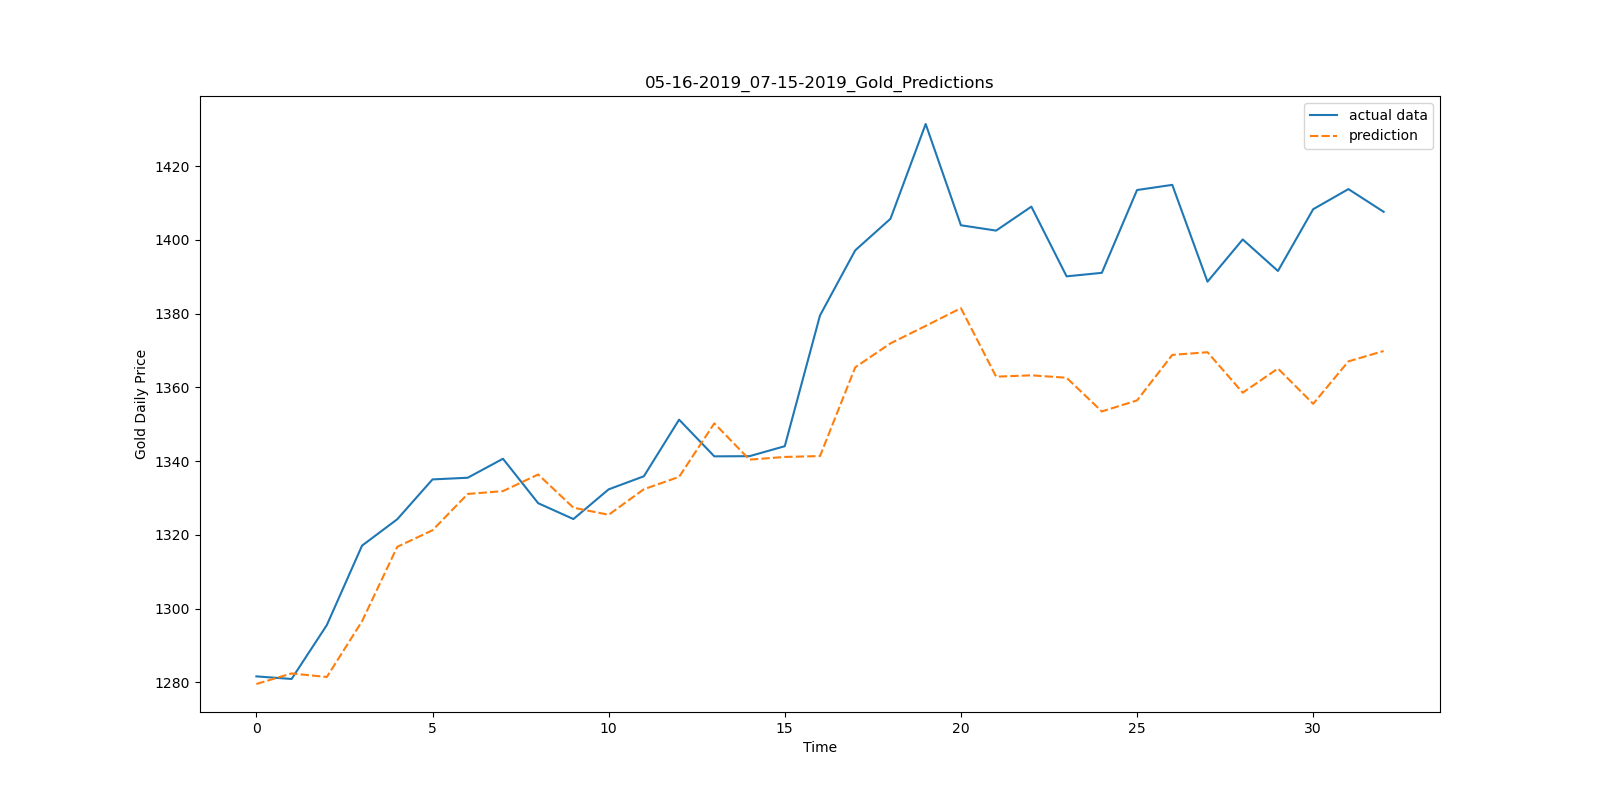 05-16-2019_07-15-2019_Gold_Predictions
actual data
prediction
1420
1400
1380
1360
1340
1320
1300
1280
Gold Daily Price
0 5 10 15 20 25 30
Time